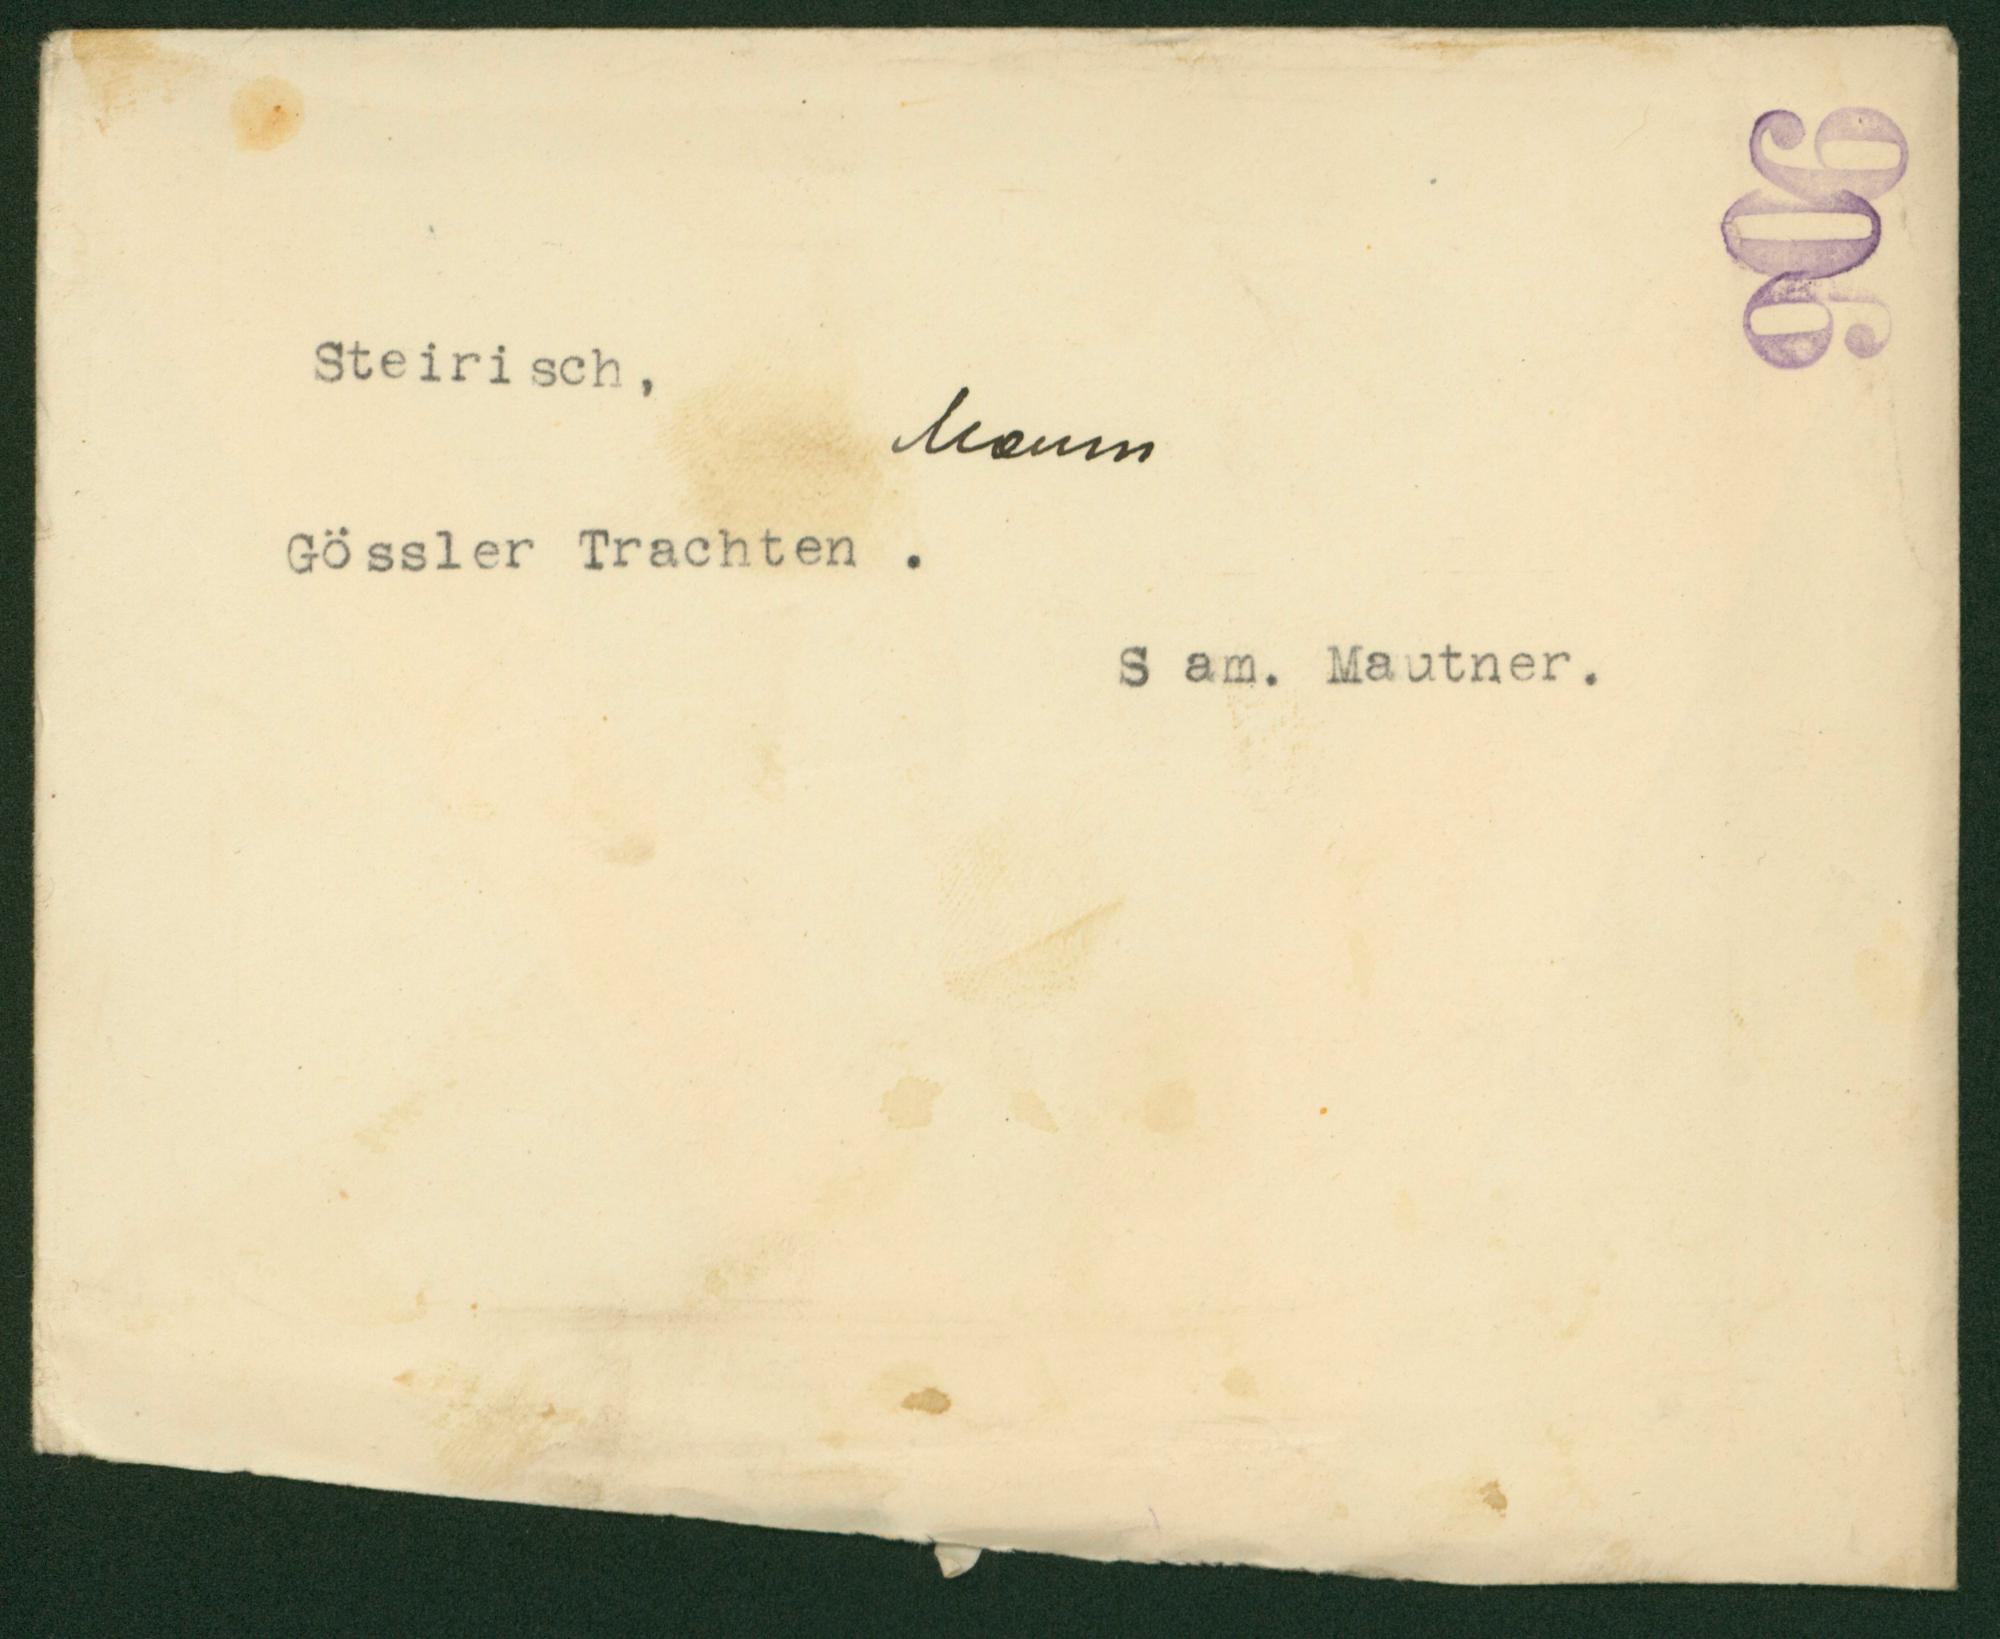 906
Steirisch,
Mann
Gössler Trachten .
S am. Mautner.